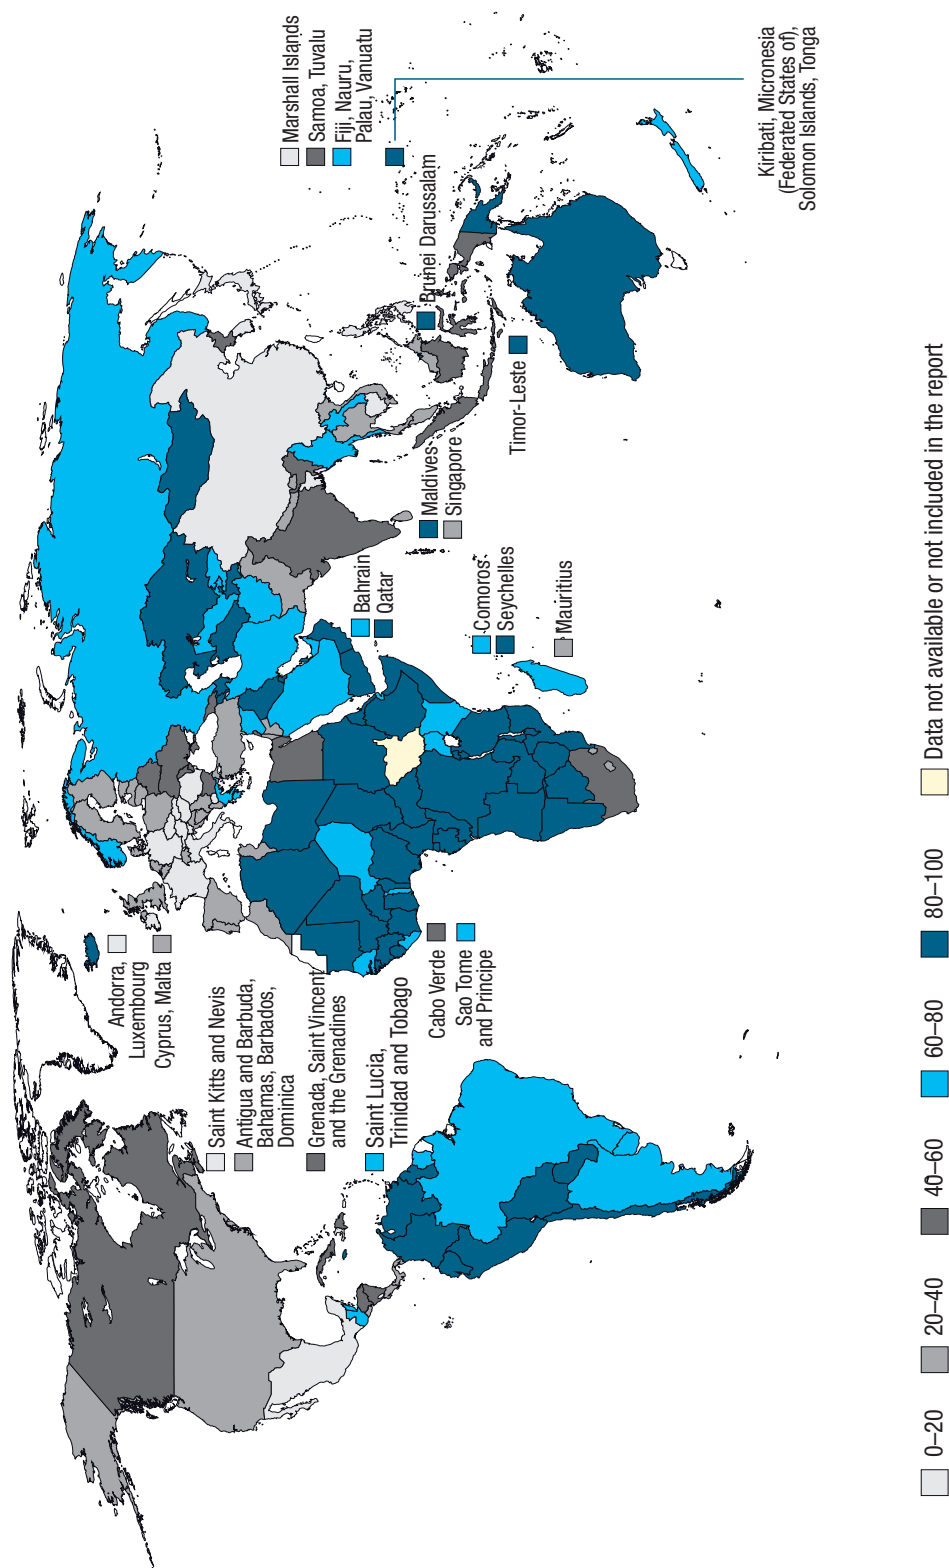 Marshall Islands
Samoa, Tuvalu
Fiji, Nauru,
Palau, Vanuatu
Kiribati, Micronesia
(Federated States of),
Solomon Islands, Tonga
Brunei Darussalam
Timor-Leste
Maldives
Singapore
Bahrain
Qatar
Comoros
Seychelles
Mauritius
Andorra,
Luxembourg
Cyprus, Malta
Saint Kitts and Nevis
Antigua and Barbuda,
Bahamas, Barbados,
Dominica
Grenada, Saint Vincent
and the Grenadines
Saint Lucia,
Trinidad and Tobago
Cabo Verde
Sao Tome
and Principe
0–20
20–40
40–60
60–80
80–100
Data not available or not included in the report